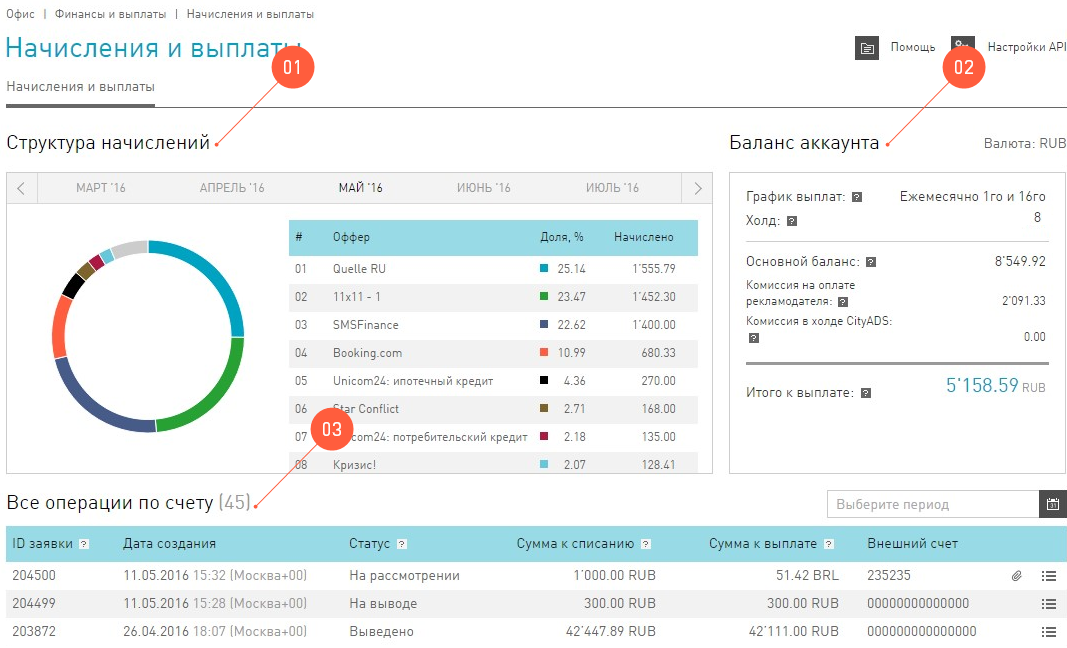 Офис | Финансы и выплаты | Начисления и выплаты
Начисления и выплаты
Помощь
Настройки API
01
02
Начисления и выплаты
Структура начислений
Баланс аккаунта
Валюта: RUB
МАРТ '16 АПРЕЛЬ '16 МАЙ '16 ИЮНЬ '16 ИЮЛЬ '16
# Оффер Доля, % Начислено
01 Quelle RU 25.14 1'555.79
02 11x11 - 1 23.47 1'452.30
03 SMSFinance 22.62 1'400.00
04 Booking.com 10.99 680.33
05 Unicom24: ипотечный кредит 4.36 270.00
06 Star Conflict 2.71 168.00
07 Unicom24: потребительский кредит 2.18 135.00
08 Кризис! 2.07 128.41
График выплат: ? Ежемесячно 1го и 16го
Холд: ? 8
Основной баланс: ? 8'549.92
Комиссия на оплате
рекламодателя: ? 2'091.33
Комиссия в холде CityADS:
? 0.00
Итого к выплате: ? 5'158.59 RUB
03
Все операции по счету (45)
Выберите период
31
ID заявки ? Дата создания Статус ? Сумма к списанию ? Сумма к выплате ? Внешний счет
204500 11.05.2016 15:32 (Москва+00) На рассмотрении 1'000.00 RUB 51.42 BRL 235235
204499 11.05.2016 15:28 (Москва+00) На выводе 300.00 RUB 300.00 RUB 00000000000000
203872 26.04.2016 18:07 (Москва+00) Выведено 42'447.89 RUB 42'111.00 RUB 000000000000000